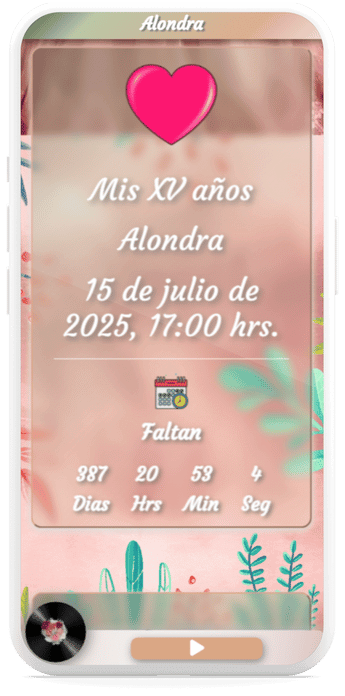 Alondra
Mis XV años
Alondra
15 de julio de
2025, 17:00 hrs.
Faltan
387 20 53 4
Dias Hrs Min Seg